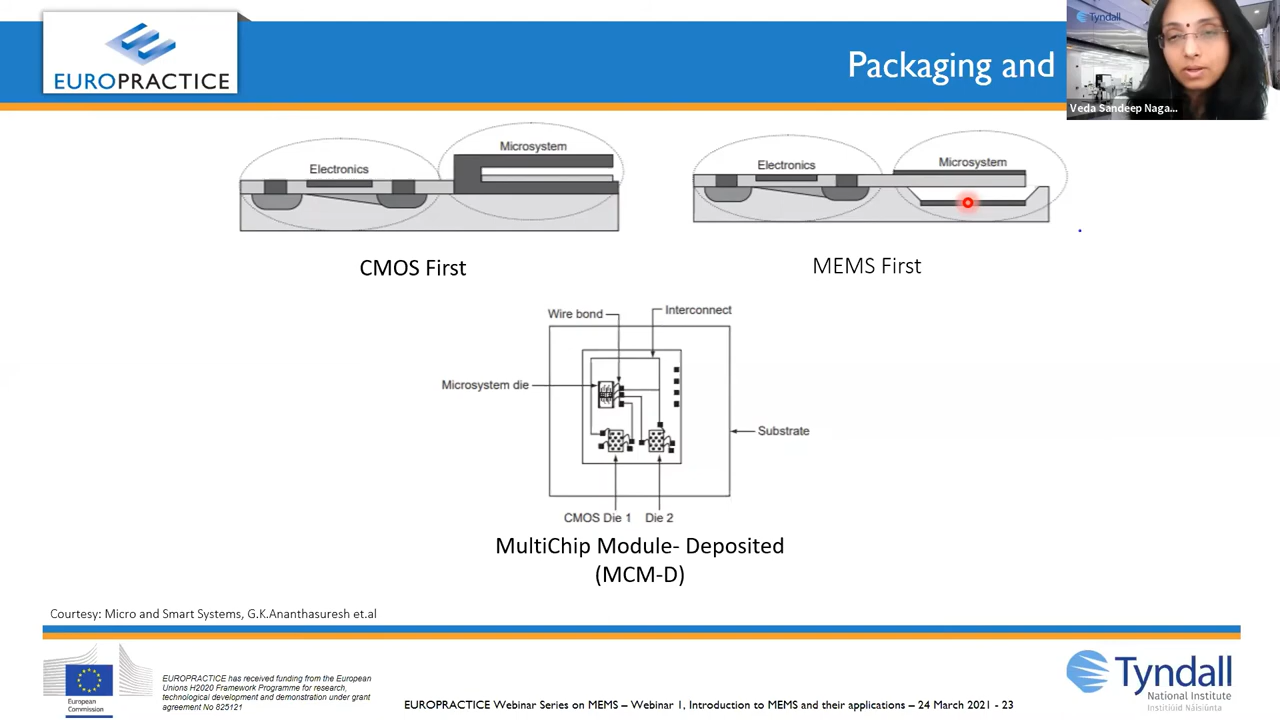 EUROPRACTICE
Packaging and
Tyndall
Veda Sandeep Naga...
Electronics
Microsystem
Electronics
Microsystem
CMOS First
MEMS First
Wire bond
Interconnect
Microsystem die
Substrate
CMOS Die 1
Die 2
MultiChip Module- Deposited
(MCM-D)
Courtesy: Micro and Smart Systems, G.K.Ananthasuresh et.al
European
Commission
EUROPRACTICE has received funding from the European
Unions H2020 Framework Programme for research,
technological development and demonstration under grant
agreement No 825121
EUROPRACTICE Webinar Series on MEMS – Webinar 1, Introduction to MEMS and their applications – 24 March 2021 - 23
Tyndall
National Institute
Institiúid Náisiúnta